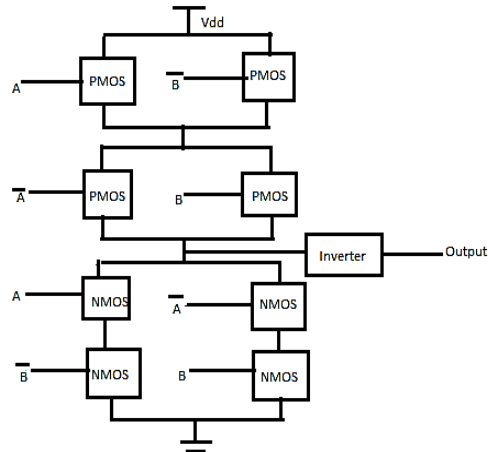 Vdd
A PMOS B̅ PMOS
A̅ PMOS B PMOS
Inverter Output
A NMOS A̅ NMOS
B̅ NMOS B NMOS